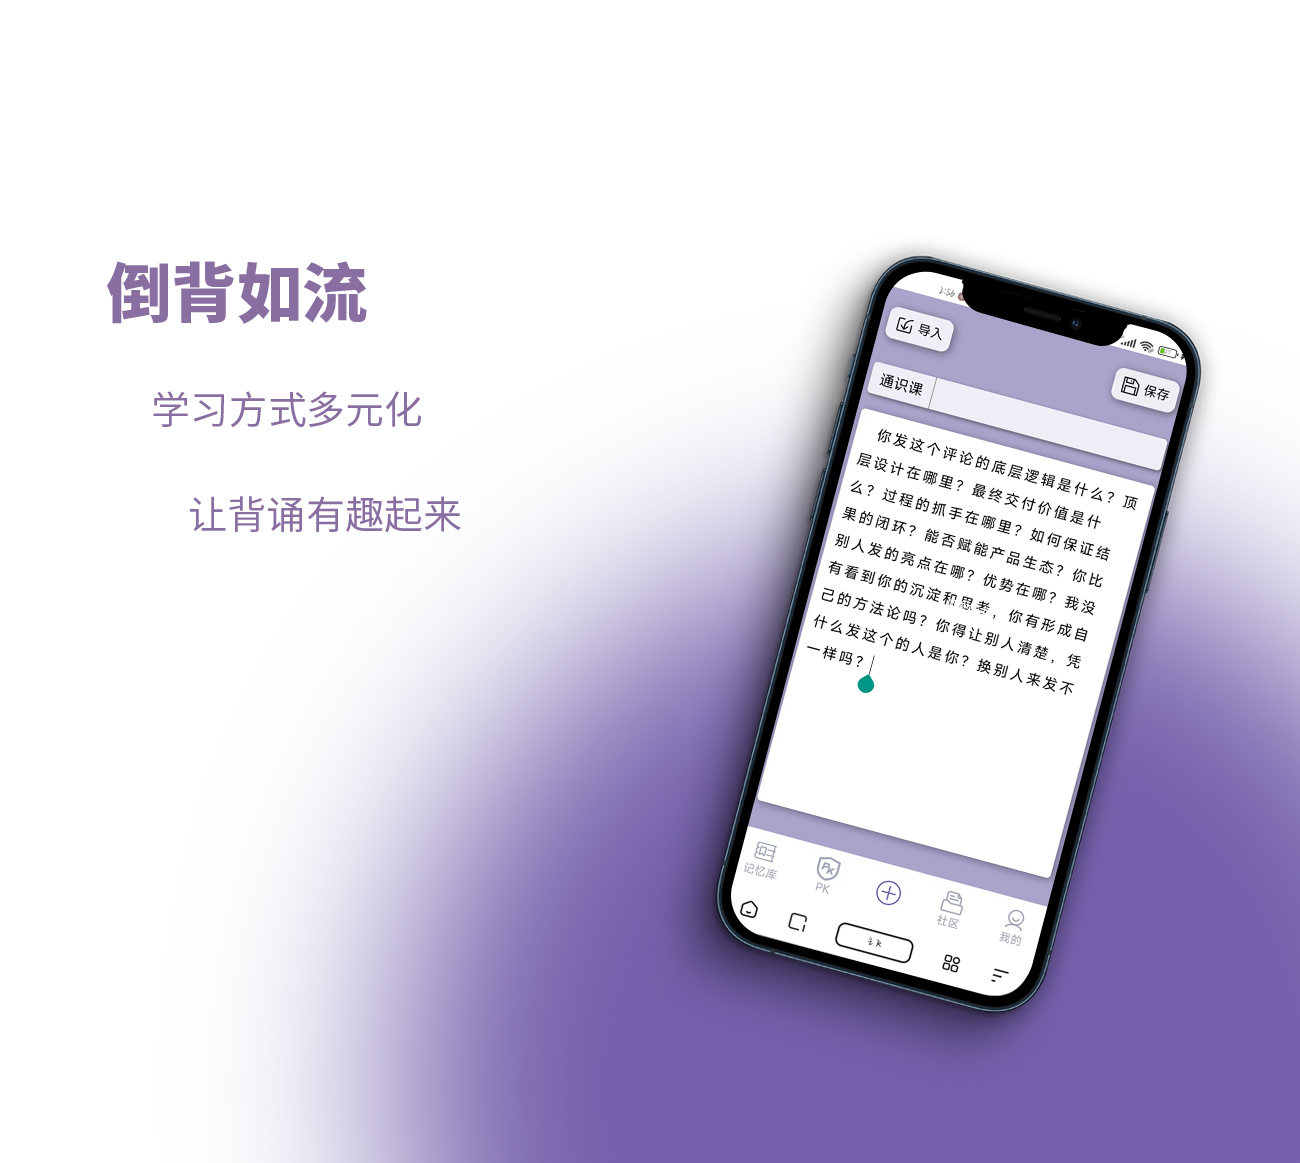 倒背如流
学习方式多元化
让背诵有趣起来
导入
保存
通识课
你发这个评论的底层逻辑是什么？顶
层设计在哪里？最终交付价值是什
么？过程的抓手在哪里？如何保证结
果的闭环？能否赋能产品生态？你比
别人发的亮点在哪？优势在哪？我没
有看到你的沉淀和思考，你有形成自
己的方法论吗？你得让别人清楚，凭
什么发这个的人是你？换别人来发不
一样吗？
记忆库
PK
社区
我的